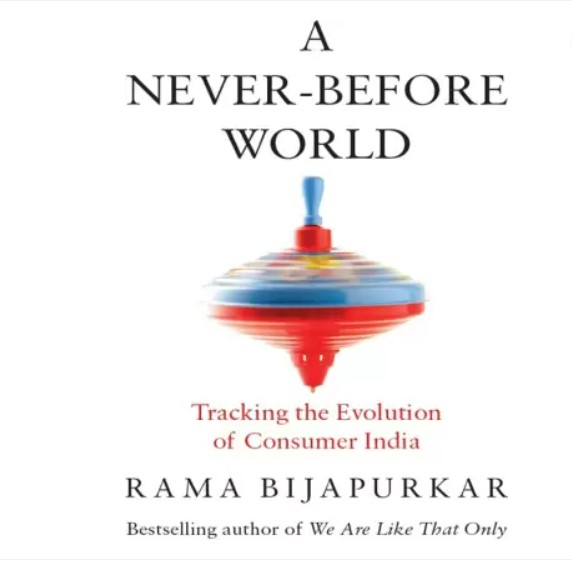 A
NEVER-BEFORE
WORLD
Tracking the Evolution
of Consumer India
RAMA BIJAPURKAR
Bestselling author of We Are Like That Only